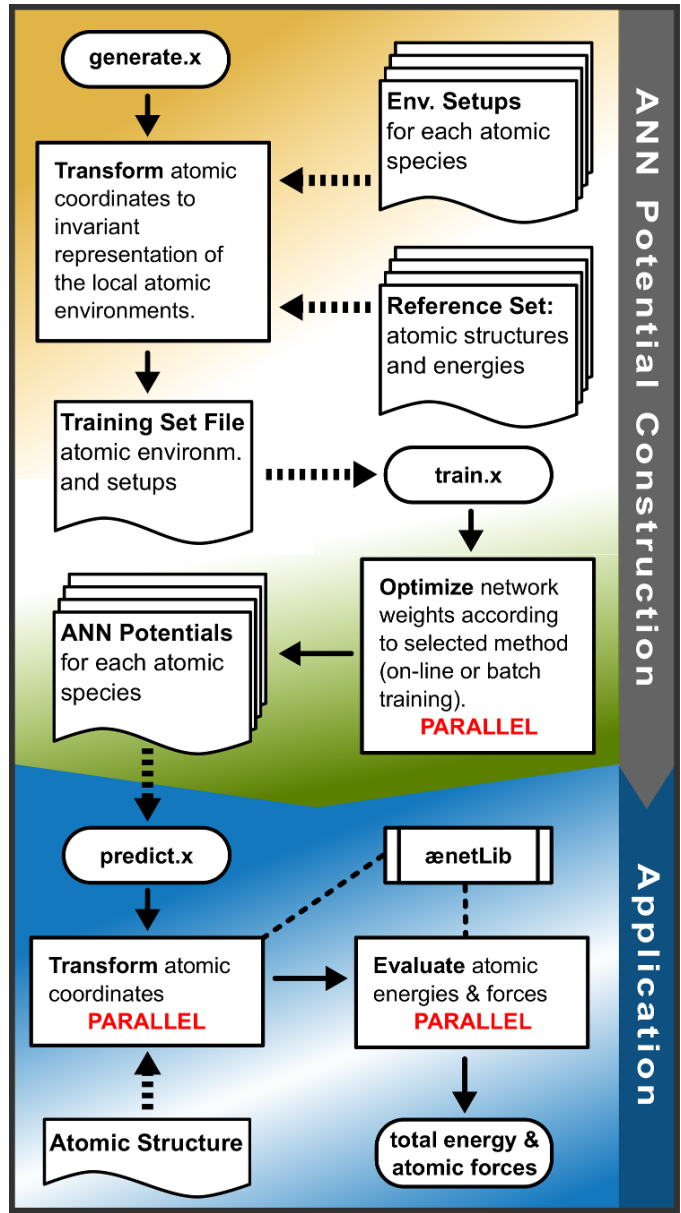 generate.x
Env. Setups
for each atomic
species
Transform atomic
coordinates to
invariant
representation of
the local atomic
environments.
Reference Set:
atomic structures
and energies
Training Set File
atomic environm.
and setups
train.x
Optimize network
weights according
to selected method
(on-line or batch
training).
PARALLEL
ANN Potentials
for each atomic
species
ANN Potential Construction
predict.x
ænetLib
Transform atomic
coordinates
PARALLEL
Evaluate atomic
energies & forces
PARALLEL
Atomic Structure
total energy &
atomic forces
Application